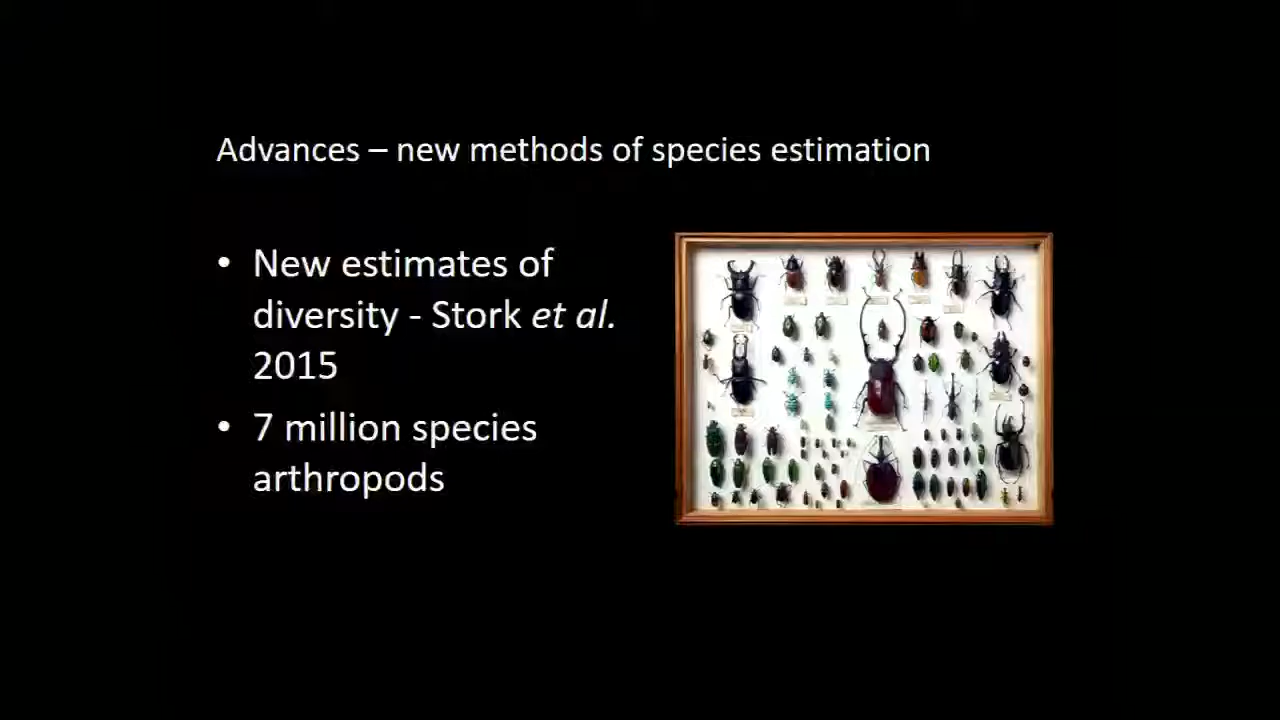 Advances – new methods of species estimation
• New estimates of
diversity - Stork et al.
2015
• 7 million species
arthropods